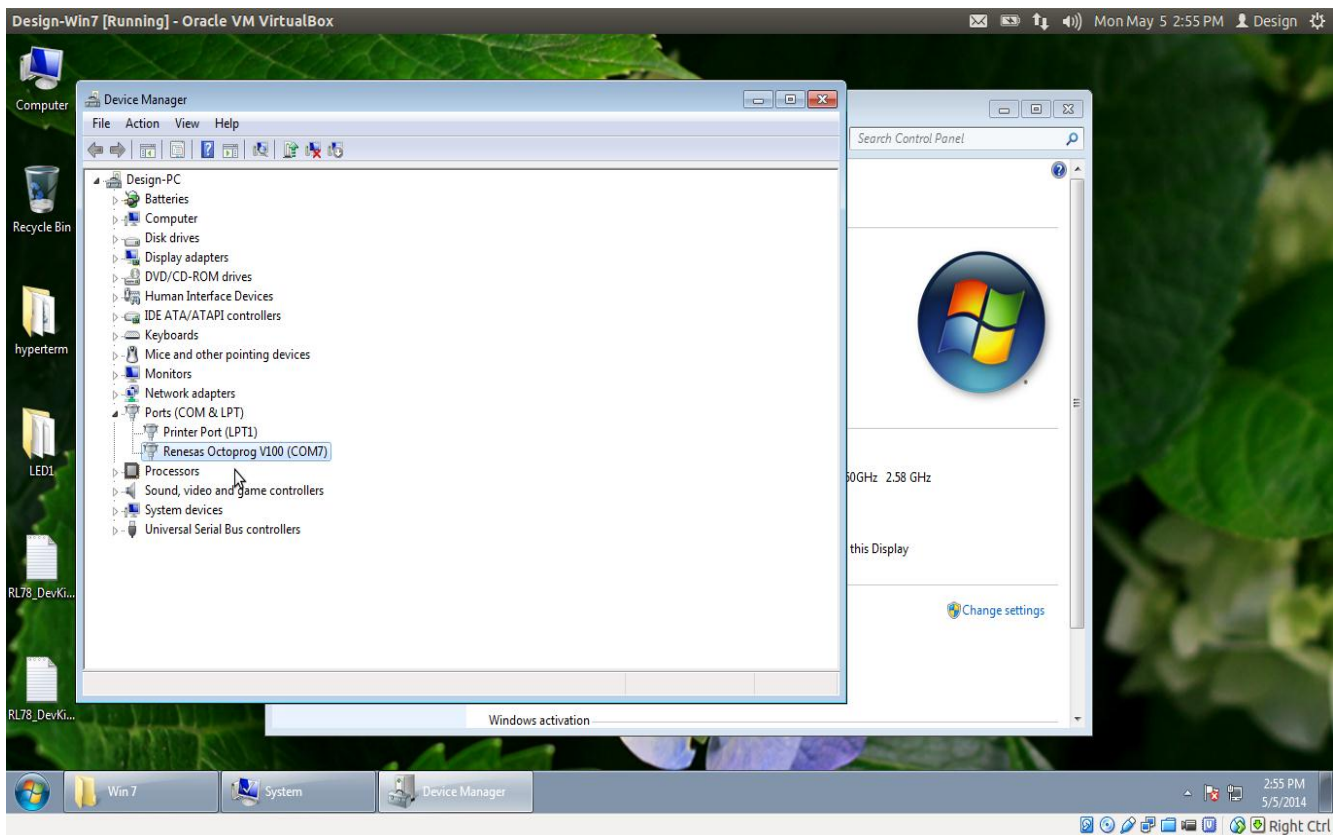 Design-Win7 [Running] - Oracle VM VirtualBox
Mon May 5 2:55 PM Design
Computer
Recycle Bin
hyperterm
LED1
RL78_DevKi...
RL78_DevKi...
Device Manager
File Action View Help
Design-PC
Batteries
Computer
Disk drives
Display adapters
DVD/CD-ROM drives
Human Interface Devices
IDE ATA/ATAPI controllers
Keyboards
Mice and other pointing devices
Monitors
Network adapters
Ports (COM & LPT)
Printer Port (LPT1)
Renesas Octoprog V100 (COM7)
Processors
Sound, video and game controllers
System devices
Universal Serial Bus controllers
Search Control Panel
0GHz 2.58 GHz
this Display
Change settings
Windows activation
Win 7
System
Device Manager
2:55 PM
5/5/2014
Right Ctrl